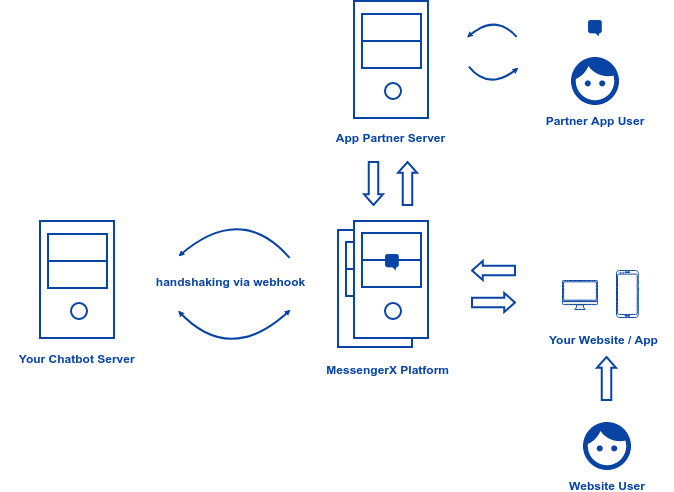 Partner App User
App Partner Server
handshaking via webhook
Your Website / App
Your Chatbot Server
MessengerX Platform
Website User